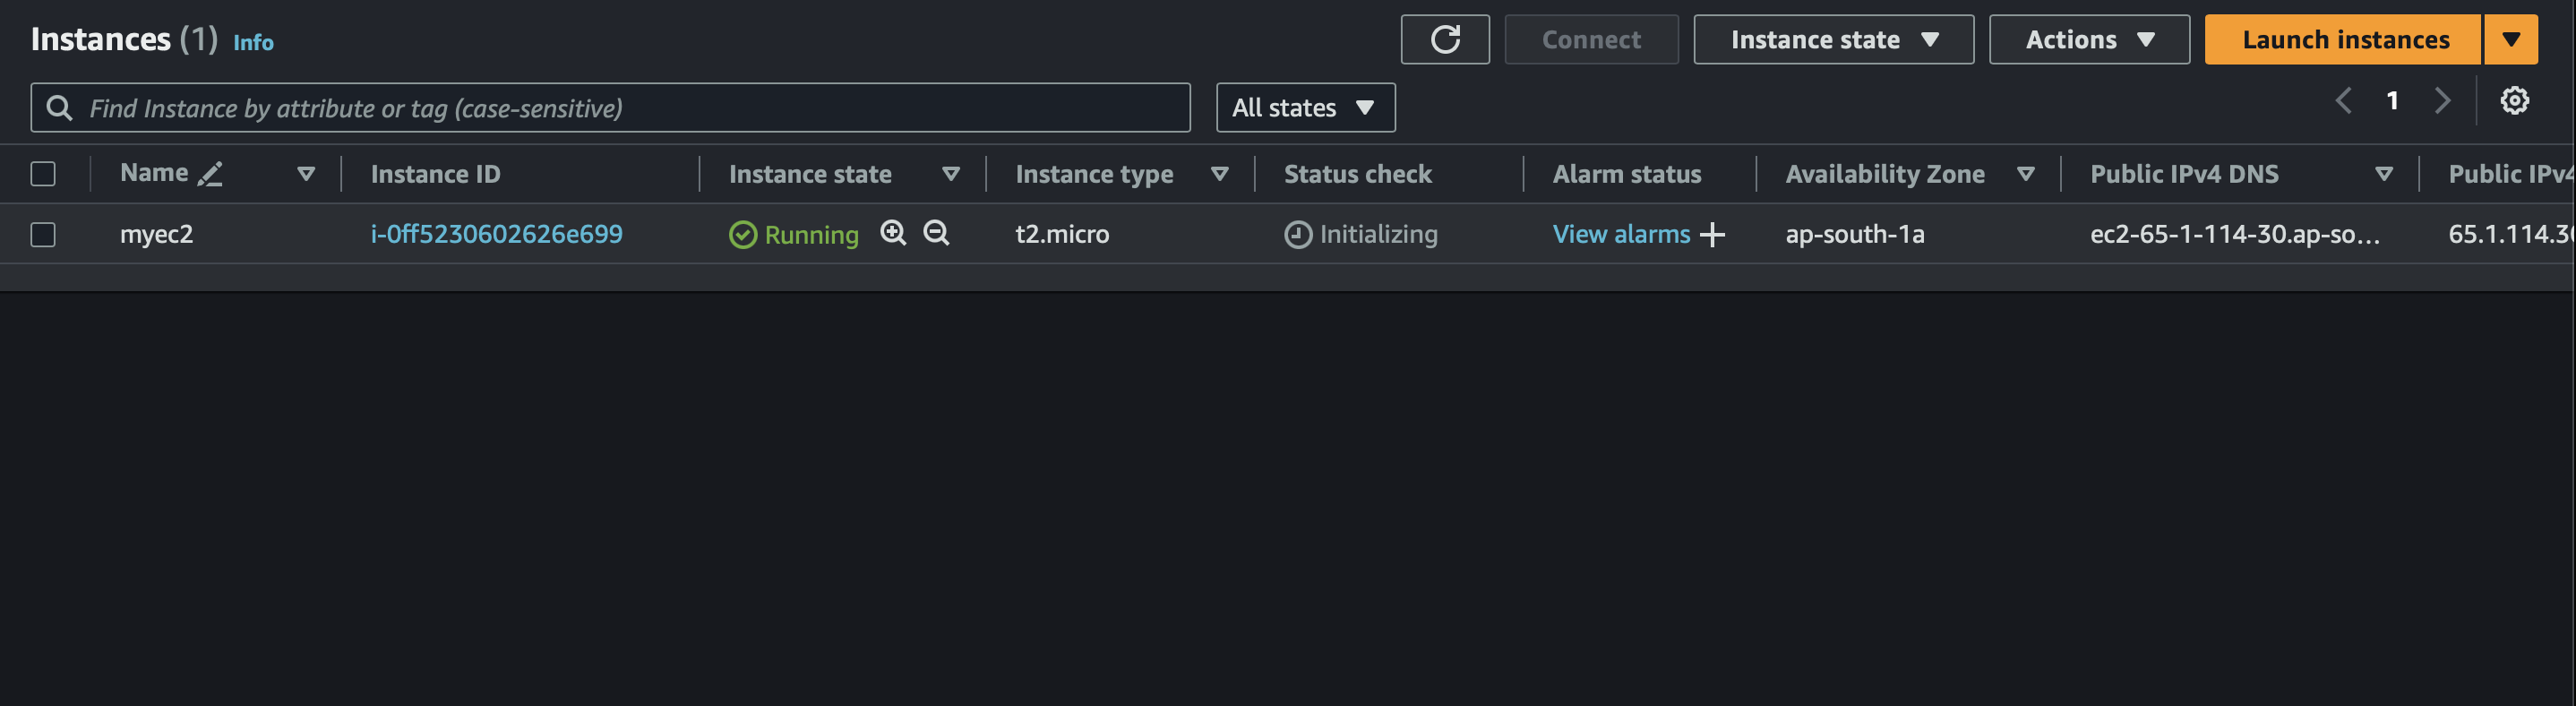 Instances (1) Info
Connect
Instance state
Actions
Launch instances
Find Instance by attribute or tag (case-sensitive)
All states
1
Name Instance ID Instance state Instance type Status check Alarm status Availability Zone Public IPv4 DNS Public IPv4
myec2 i-0ff5230602626e699 Running t2.micro Initializing View alarms ap-south-1a ec2-65-1-114-30.ap-so... 65.1.114.30